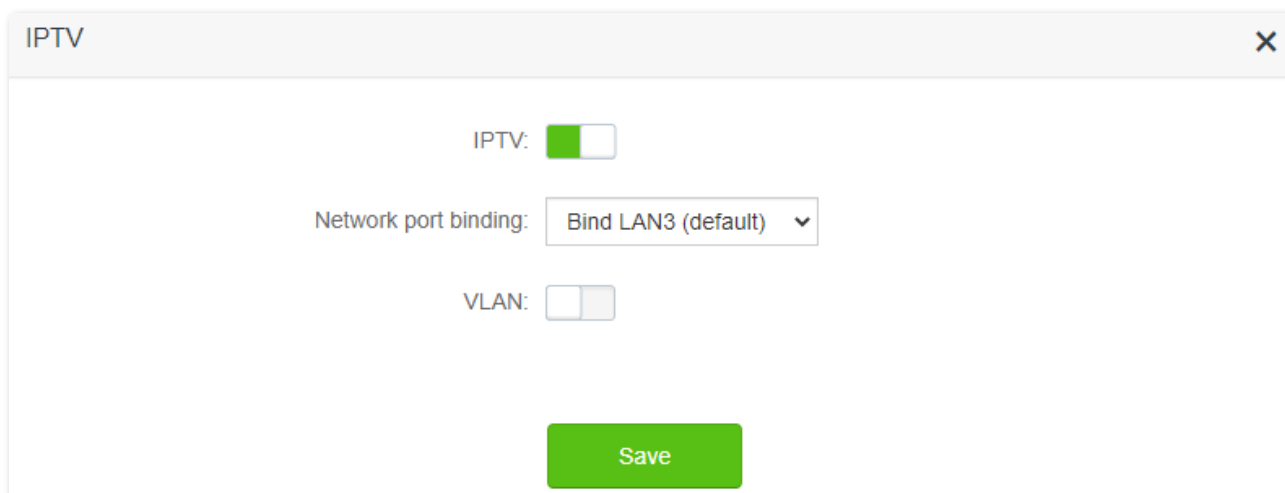 IPTV
IPTV:
Network port binding: Bind LAN3 (default)
VLAN:
Save